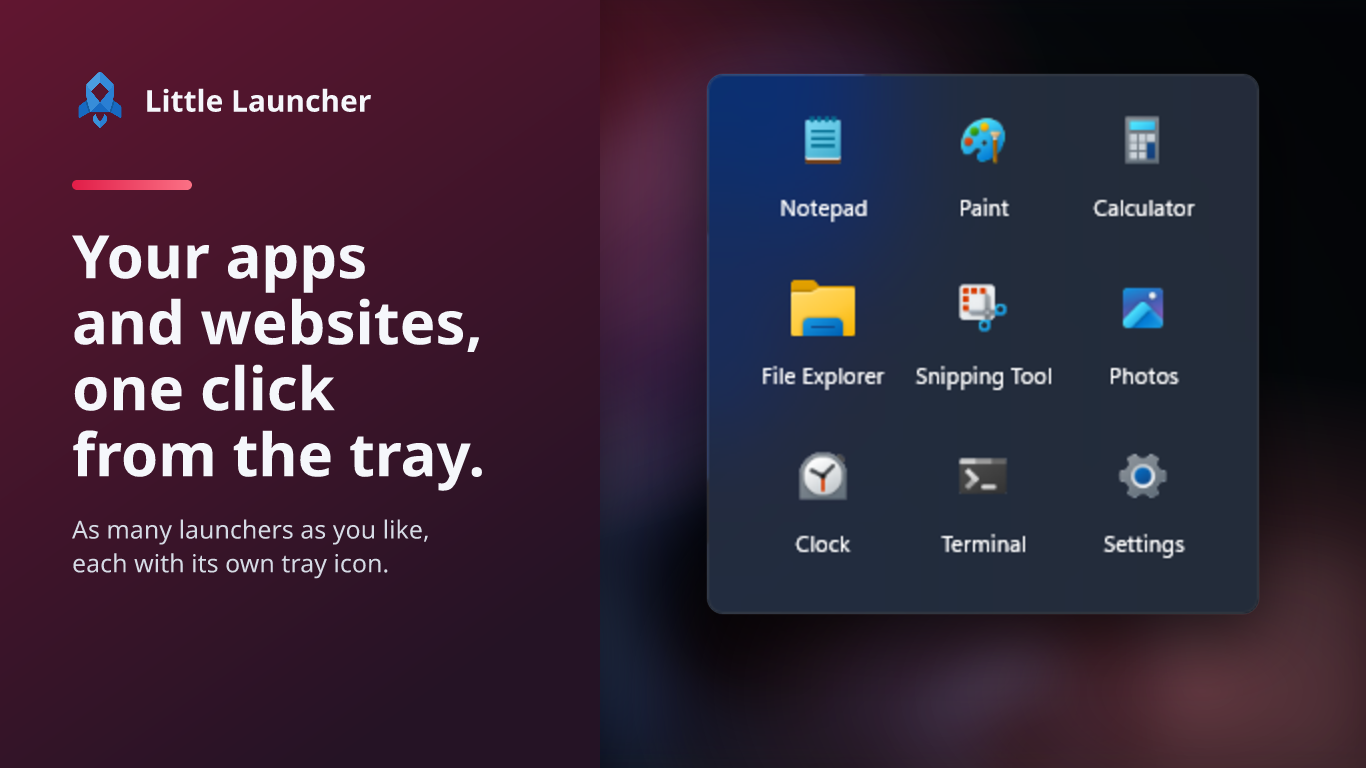 Little Launcher
Your apps
and websites,
one click
from the tray.
As many launchers as you like,
each with its own tray icon.
Notepad
Paint
Calculator
File Explorer
Snipping Tool
Photos
Clock
Terminal
Settings